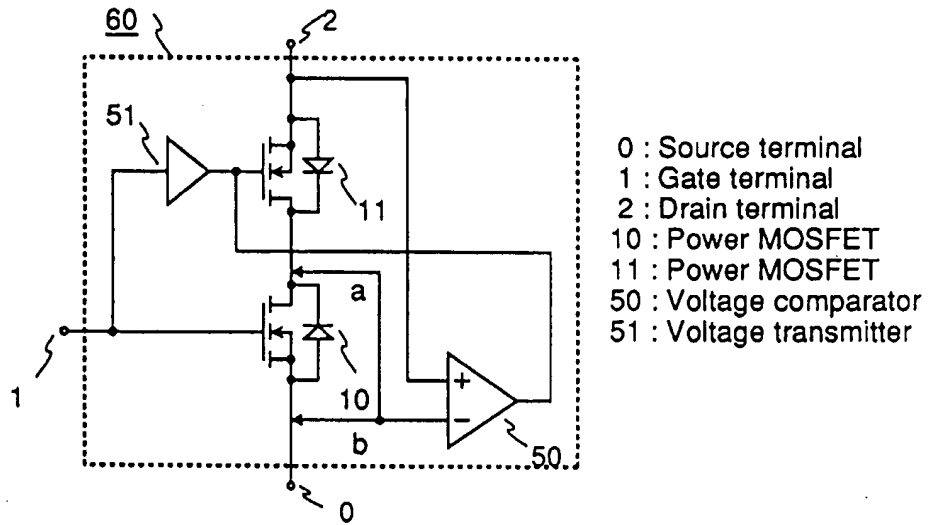 60
2
51
11
a
1
10
+
−
b
50
0
0 : Source terminal
1 : Gate terminal
2 : Drain terminal
10 : Power MOSFET
11 : Power MOSFET
50 : Voltage comparator
51 : Voltage transmitter